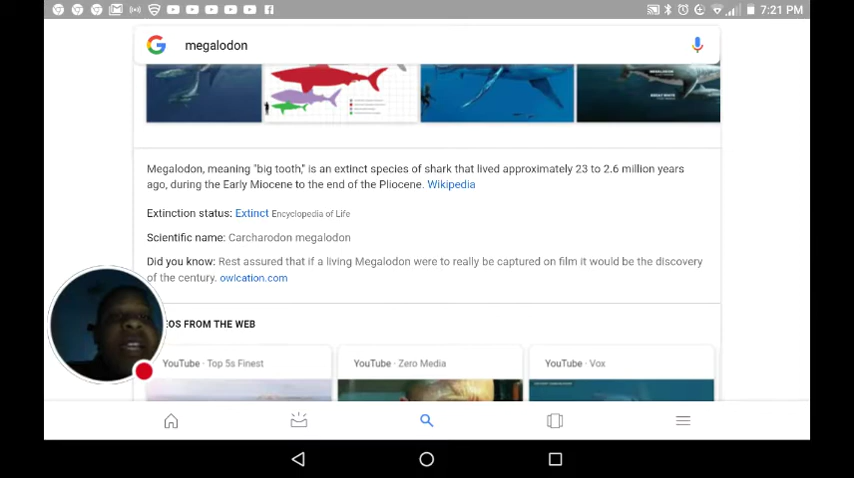 7:21 PM
megalodon
Megalodon, meaning "big tooth," is an extinct species of shark that lived approximately 23 to 2.6 million years
ago, during the Early Miocene to the end of the Pliocene. Wikipedia
Extinction status: Extinct Encyclopedia of Life
Scientific name: Carcharodon megalodon
Did you know: Rest assured that if a living Megalodon were to really be captured on film it would be the discovery
of the century. owlcation.com
EOS FROM THE WEB
YouTube · Top 5s Finest
YouTube · Zero Media
YouTube · Vox